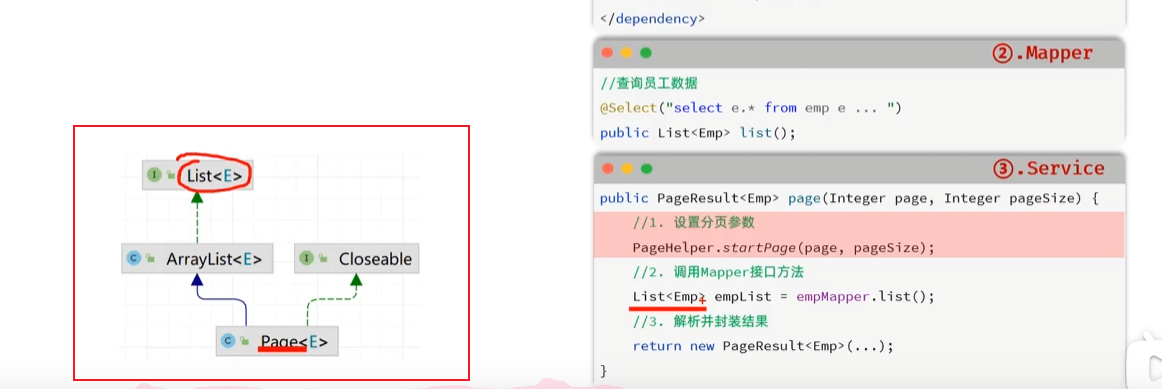 List<E>
ArrayList<E>
Closeable
Page<E>
</dependency>
②.Mapper
//查询员工数据
@Select("select e.* from emp e ... ")
public List<Emp> list();
③.Service
public PageResult<Emp> page(Integer page, Integer pageSize) {
//1. 设置分页参数
PageHelper.startPage(page, pageSize);
//2. 调用Mapper接口方法
List<Emp> empList = empMapper.list();
//3. 解析并封装结果
return new PageResult<Emp>(...);
}